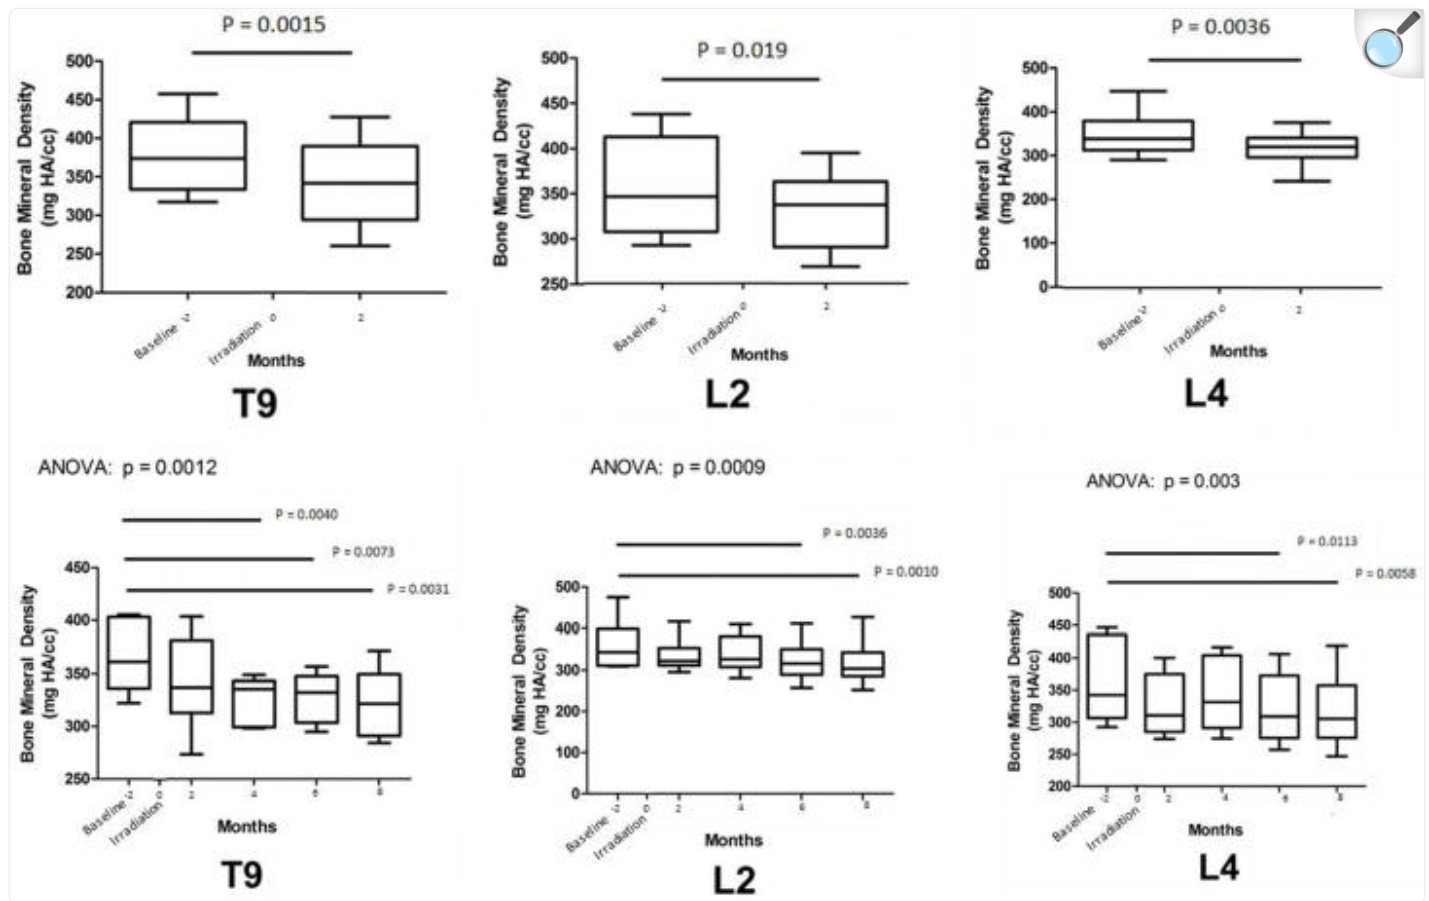 P = 0.0015
500
450
400
350
300
250
200
Bone Mineral Density
(mg HA/cc)
Baseline -2
Irradiation 0
2
Months
T9
P = 0.019
500
450
400
350
300
250
Bone Mineral Density
(mg HA/cc)
Baseline -2
Irradiation 0
2
Months
L2
P = 0.0036
500
400
300
200
100
0
Bone Mineral Density
(mg HA/cc)
Baseline -2
Irradiation 0
2
Months
L4
ANOVA: p = 0.0012
P = 0.0040
P = 0.0073
P = 0.0031
450
400
350
300
250
Bone Mineral Density
(mg HA/cc)
Baseline -2
Irradiation 0
2
4
6
8
Months
T9
ANOVA: p = 0.0009
P = 0.0036
P = 0.0010
500
400
300
200
100
0
Bone Mineral Density
(mg HA/cc)
Baseline -2
Irradiation 0
2
4
6
8
Months
L2
ANOVA: p = 0.003
P = 0.0113
P = 0.0058
500
450
400
350
300
250
200
Bone Mineral Density
(mg HA/cc)
Baseline -2
Irradiation 0
2
4
6
8
Months
L4